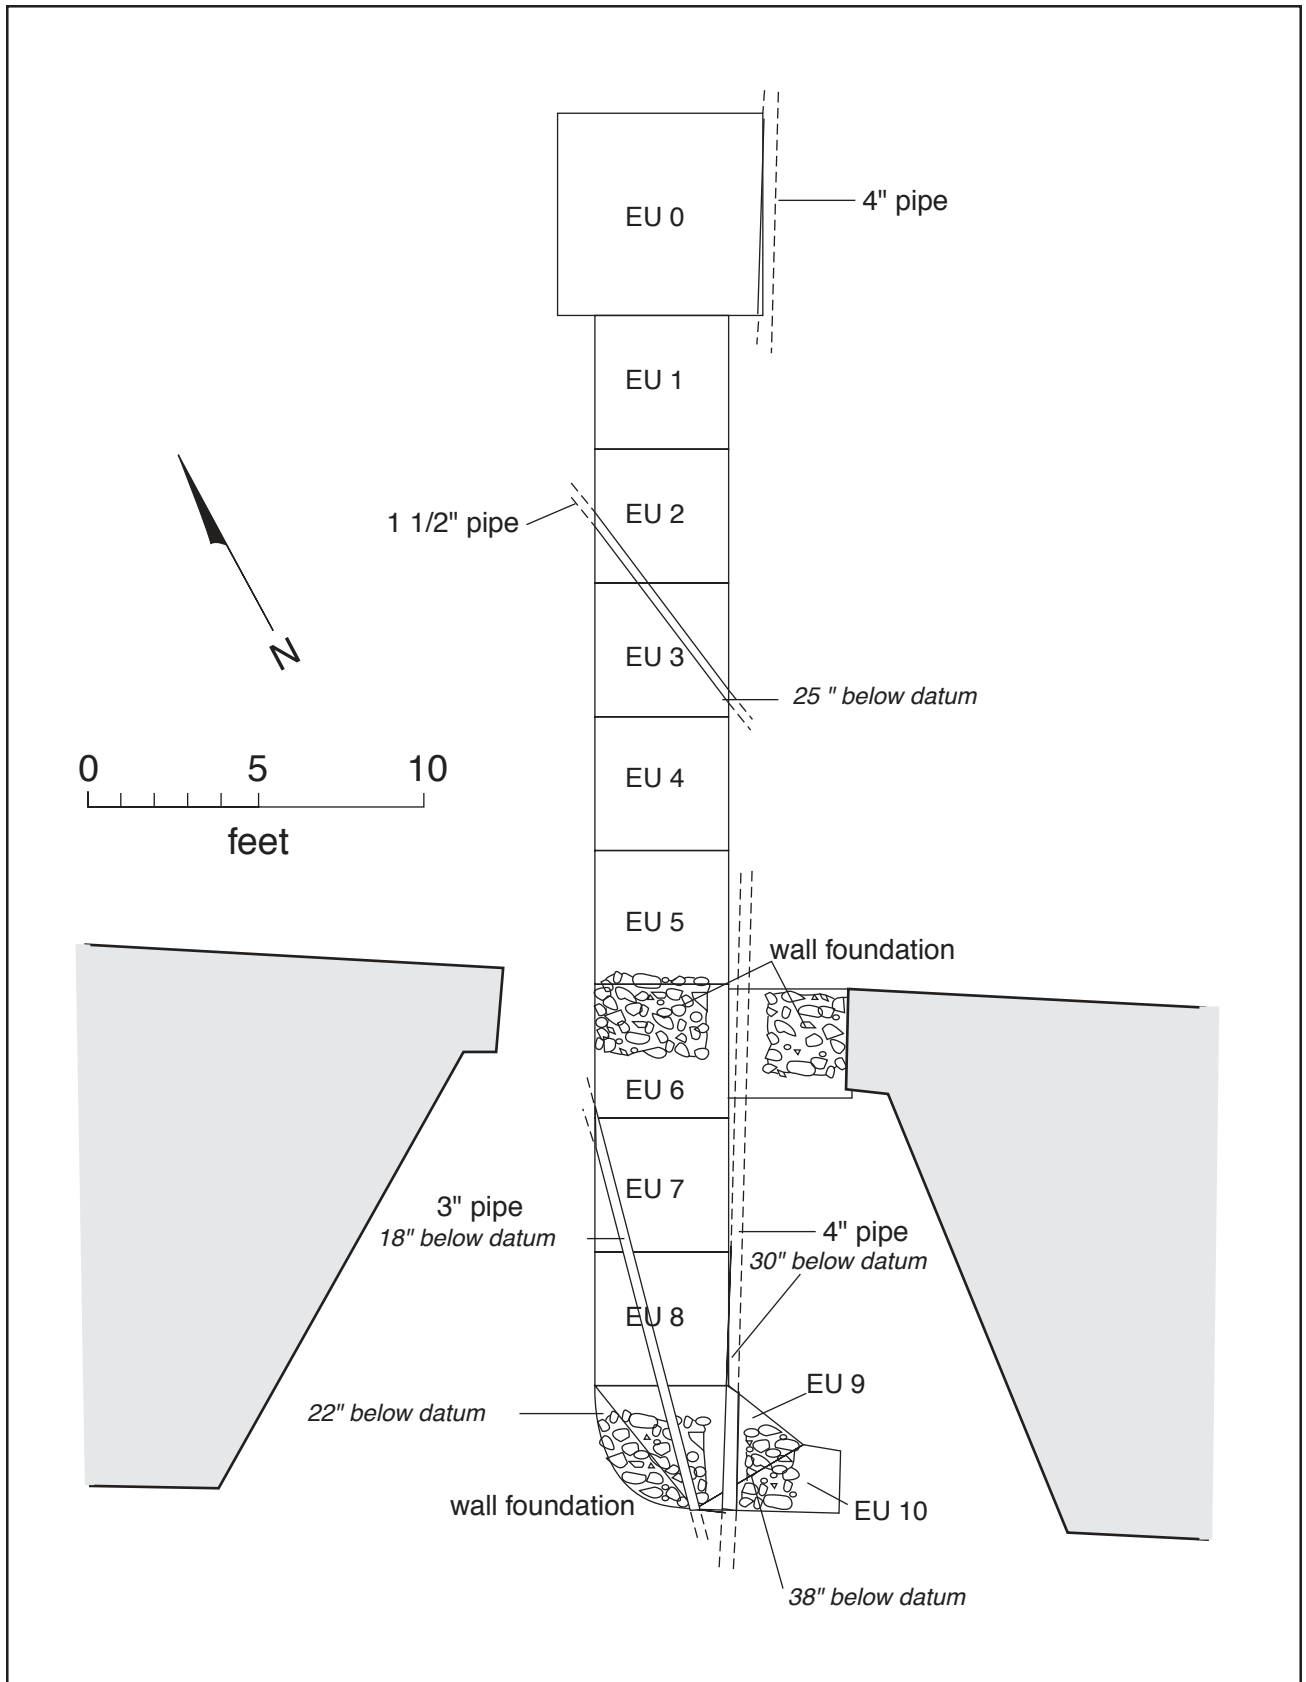 4" pipe
EU 0
EU 1
1 1/2" pipe
EU 2
EU 3
N
25 " below datum
0 5 10
feet
EU 4
EU 5
wall foundation
EU 6
EU 7
3" pipe
18" below datum
4" pipe
30" below datum
EU 8
EU 9
22" below datum
wall foundation
EU 10
38" below datum